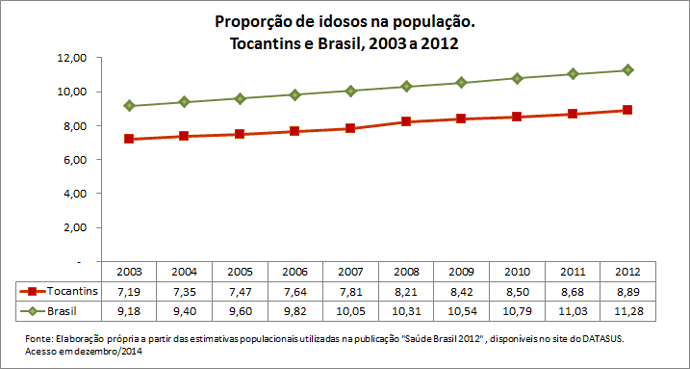 Proporção de idosos na população.
Tocantins e Brasil, 2003 a 2012
12,00
10,00
8,00
6,00
4,00
2,00
-
2003 2004 2005 2006 2007 2008 2009 2010 2011 2012
Tocantins 7,19 7,35 7,47 7,64 7,81 8,21 8,42 8,50 8,68 8,89
Brasil 9,18 9,40 9,60 9,82 10,05 10,31 10,54 10,79 11,03 11,28
Fonte: Elaboração própria a partir das estimativas populacionais utilizadas na publicação "Saúde Brasil 2012" , disponíveis no site do DATASUS.
Acesso em dezembro/2014